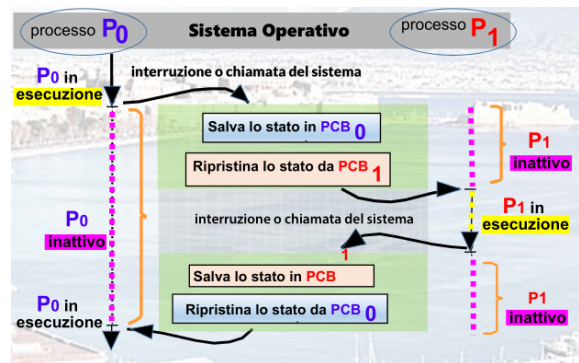 processo P0
Sistema Operativo
processo P1
P0 in
esecuzione
interruzione o chiamata del sistema
Salva lo stato in PCB 0
Ripristina lo stato da PCB 1
P1
inattivo
P0
inattivo
interruzione o chiamata del sistema
P1 in
esecuzione
1
Salva lo stato in PCB
Ripristina lo stato da PCB 0
P0 in
esecuzione
P1
inattivo